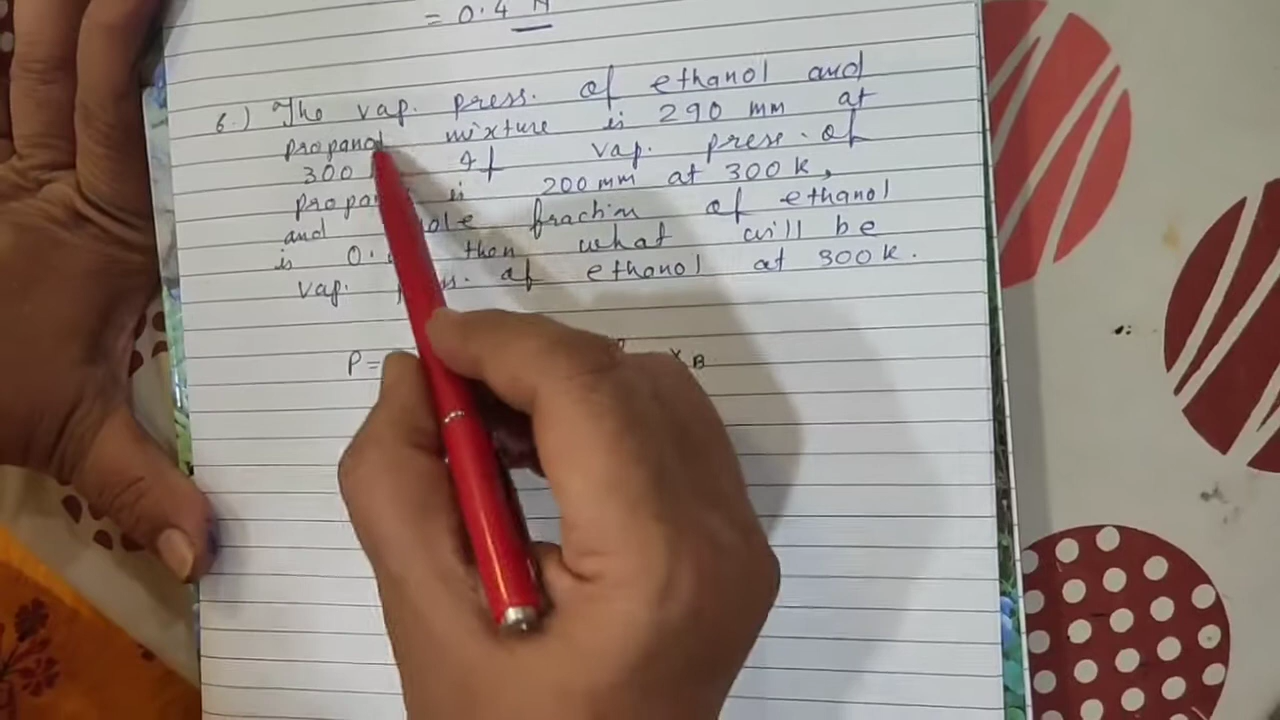 = 0.4 N
6.) The vap. press. of ethanol and
propanol mixture is 290 mm at
300 If vap. press. of
is 200 mm at 300 k,
and mole fraction of ethanol
is then what will be
vap. of ethanol at 300 k.
P = X B